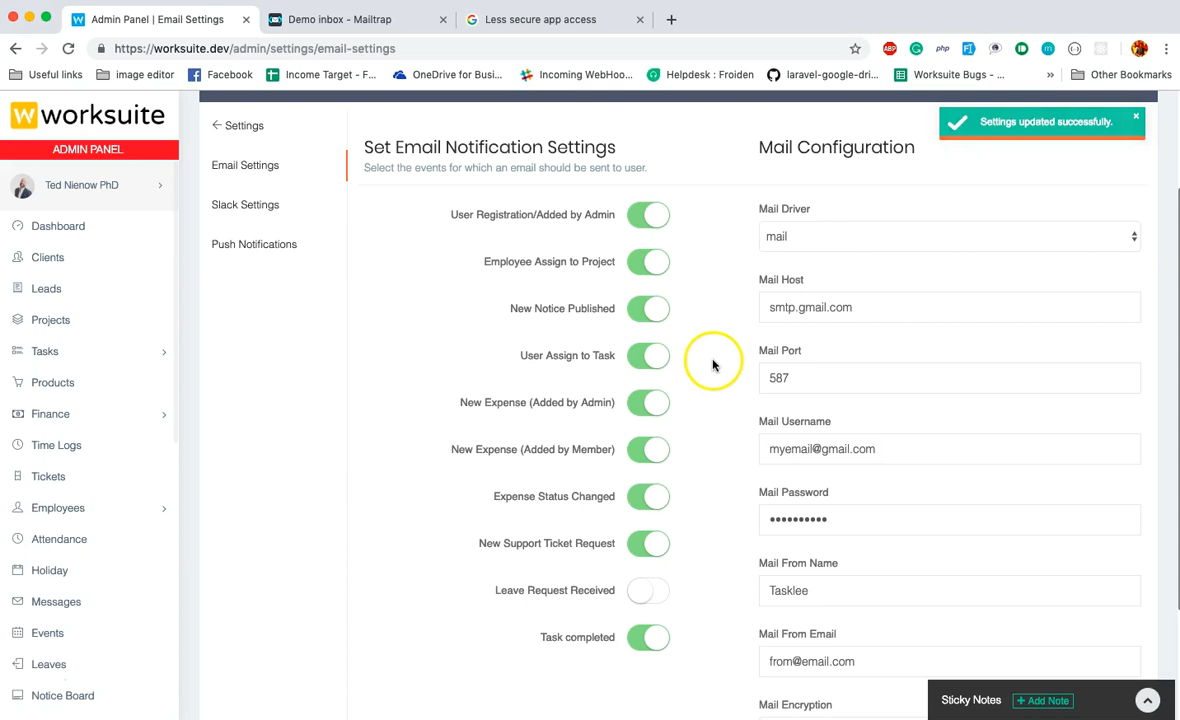 Admin Panel | Email Settings
Demo inbox - Mailtrap
Less secure app access
https://worksuite.dev/admin/settings/email-settings
ABP
php
Useful links
image editor
Facebook
Income Target - F...
OneDrive for Busi...
Incoming WebHoo...
Helpdesk : Froiden
laravel-google-dri...
Worksuite Bugs - ...
Other Bookmarks
worksuite
ADMIN PANEL
Ted Nienow PhD
Dashboard
Clients
Leads
Projects
Tasks
Products
Finance
Time Logs
Tickets
Employees
Attendance
Holiday
Messages
Events
Leaves
Notice Board
Settings
Email Settings
Slack Settings
Push Notifications
Set Email Notification Settings
Select the events for which an email should be sent to user.
User Registration/Added by Admin
Employee Assign to Project
New Notice Published
User Assign to Task
New Expense (Added by Admin)
New Expense (Added by Member)
Expense Status Changed
New Support Ticket Request
Leave Request Received
Task completed
Settings updated successfully.
Mail Configuration
Mail Driver
mail
Mail Host
smtp.gmail.com
Mail Port
587
Mail Username
myemail@gmail.com
Mail Password
••••••••••
Mail From Name
Tasklee
Mail From Email
from@email.com
Mail Encryption
Sticky Notes
+ Add Note